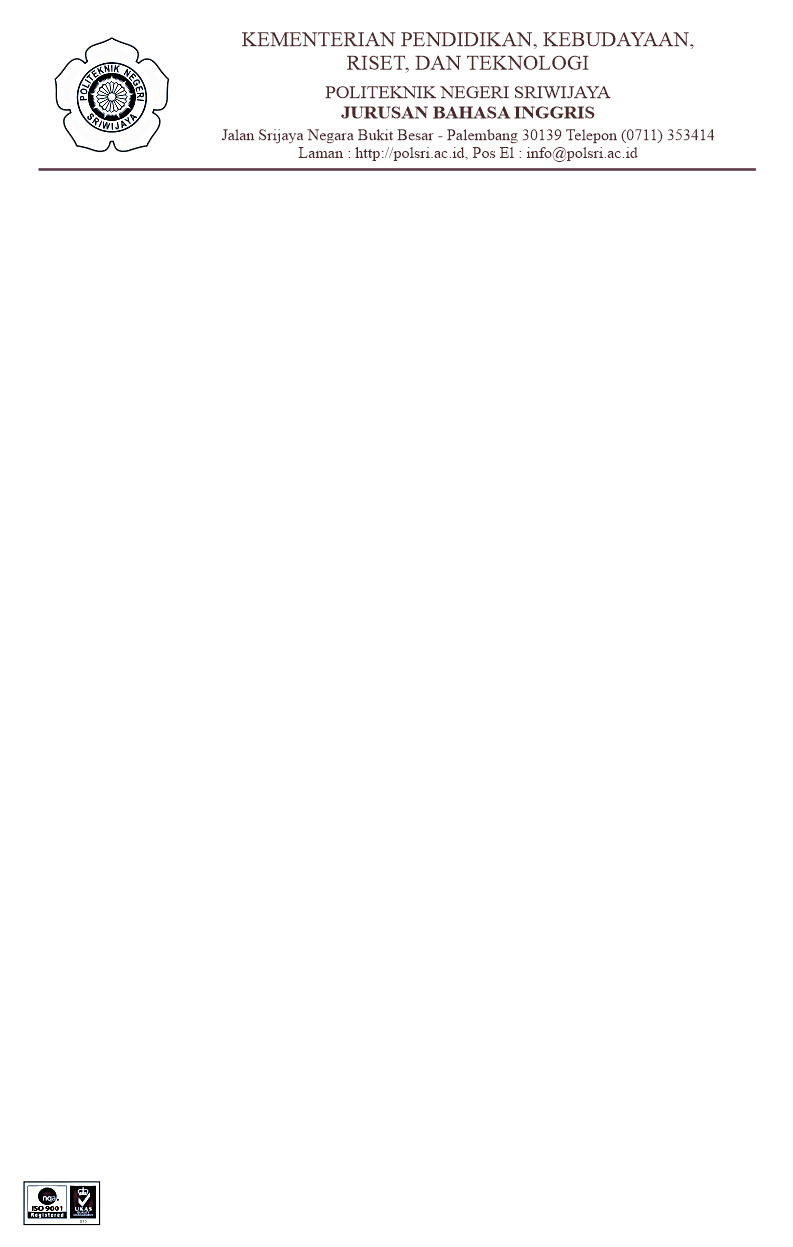 KEMENTERIAN PENDIDIKAN, KEBUDAYAAN,
RISET, DAN TEKNOLOGI
POLITEKNIK NEGERI SRIWIJAYA
JURUSAN BAHASA INGGRIS
Jalan Srijaya Negara Bukit Besar - Palembang 30139 Telepon (0711) 353414
Laman : http://polsri.ac.id, Pos El : info@polsri.ac.id
POLITEKNIK NEGERI
SRIWIJAYA
nqa.
ISO 9001
Registered
UKAS